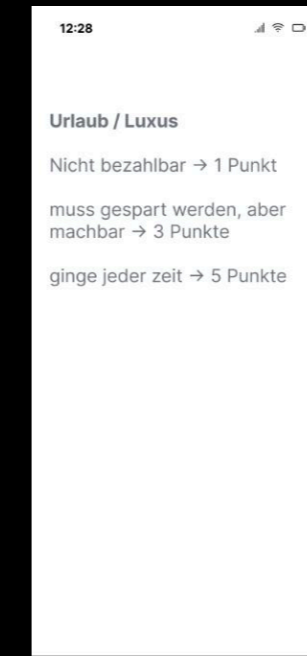 12:28
Urlaub / Luxus
Nicht bezahlbar → 1 Punkt
muss gespart werden, aber
machbar → 3 Punkte
ginge jeder zeit → 5 Punkte